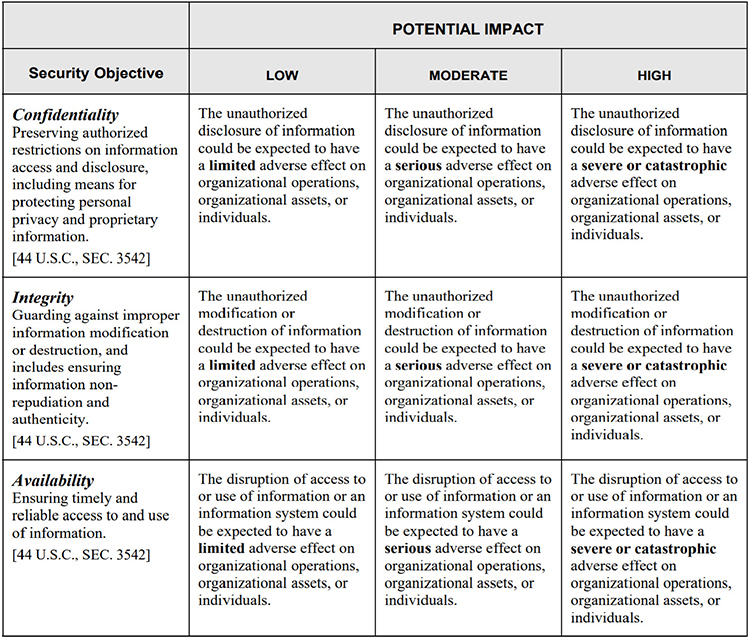 POTENTIAL IMPACT
Security Objective
LOW
MODERATE
HIGH
Confidentiality
Preserving authorized
restrictions on information
access and disclosure,
including means for
protecting personal
privacy and proprietary
information.
[44 U.S.C., SEC. 3542]
The unauthorized
disclosure of information
could be expected to have
a limited adverse effect on
organizational operations,
organizational assets, or
individuals.
The unauthorized
disclosure of information
could be expected to have
a serious adverse effect on
organizational operations,
organizational assets, or
individuals.
The unauthorized
disclosure of information
could be expected to have
a severe or catastrophic
adverse effect on
organizational operations,
organizational assets, or
individuals.
Integrity
Guarding against improper
information modification
or destruction, and
includes ensuring
information non-
repudiation and
authenticity.
[44 U.S.C., SEC. 3542]
The unauthorized
modification or
destruction of information
could be expected to have
a limited adverse effect on
organizational operations,
organizational assets, or
individuals.
The unauthorized
modification or
destruction of information
could be expected to have
a serious adverse effect on
organizational operations,
organizational assets, or
individuals.
The unauthorized
modification or
destruction of information
could be expected to have
a severe or catastrophic
adverse effect on
organizational operations,
organizational assets, or
individuals.
Availability
Ensuring timely and
reliable access to and use
of information.
[44 U.S.C., SEC. 3542]
The disruption of access to
or use of information or an
information system could
be expected to have a
limited adverse effect on
organizational operations,
organizational assets, or
individuals.
The disruption of access to
or use of information or an
information system could
be expected to have a
serious adverse effect on
organizational operations,
organizational assets, or
individuals.
The disruption of access to
or use of information or an
information system could
be expected to have a
severe or catastrophic
adverse effect on
organizational operations,
organizational assets, or
individuals.